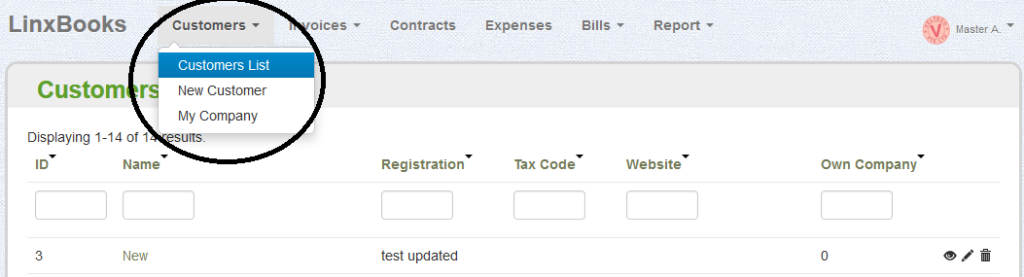 LinxBooks Customers Invoices Contracts Expenses Bills Report Master A.
Customers List
Customers
New Customer
My Company
Displaying 1-14 of 14 results.
ID Name Registration Tax Code Website Own Company
3 New test updated 0